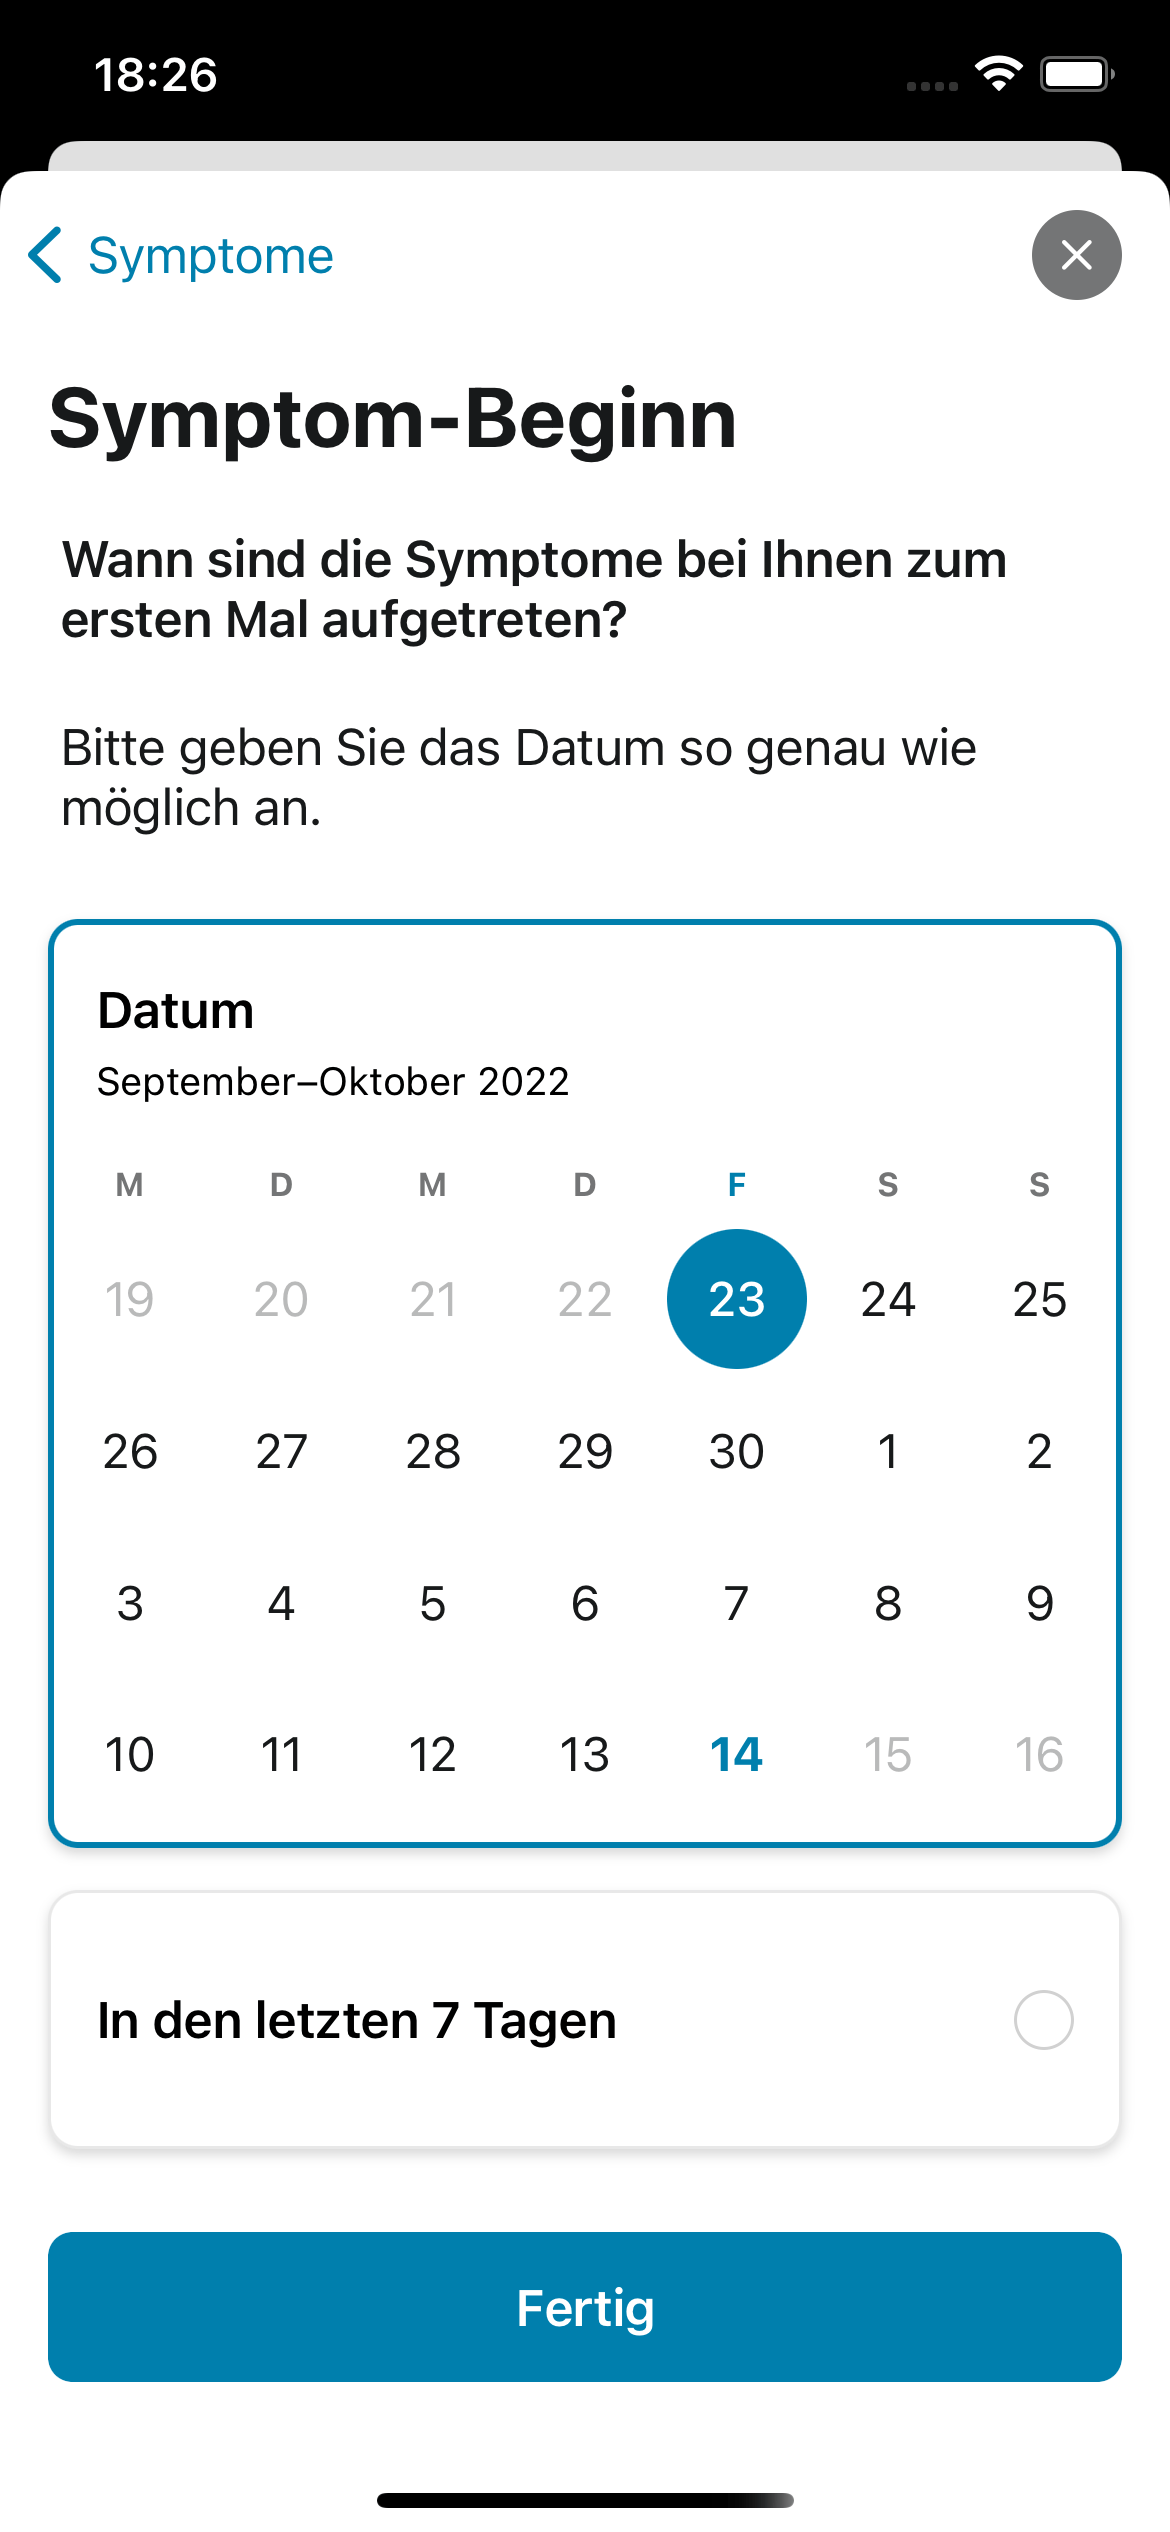 18:26
Symptome
Symptom-Beginn
Wann sind die Symptome bei Ihnen zum
ersten Mal aufgetreten?
Bitte geben Sie das Datum so genau wie
möglich an.
Datum
September–Oktober 2022
M D M D F S S
19 20 21 22 23 24 25
26 27 28 29 30 1 2
3 4 5 6 7 8 9
10 11 12 13 14 15 16
In den letzten 7 Tagen
Fertig